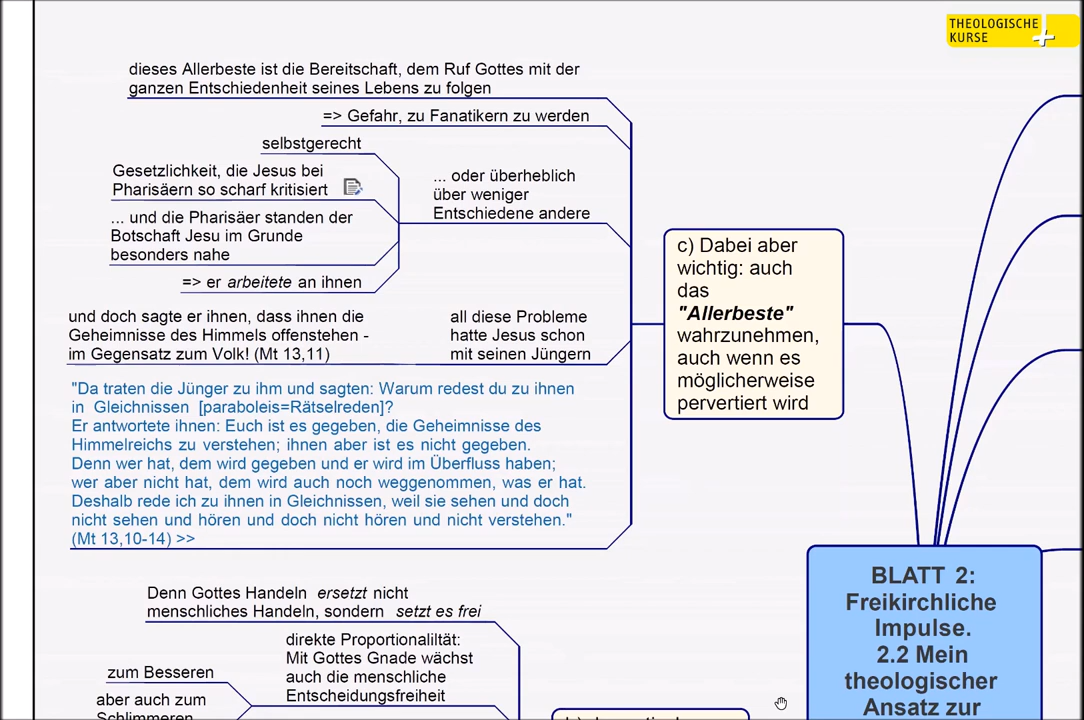 THEOLOGISCHE
KURSE
dieses Allerbeste ist die Bereitschaft, dem Ruf Gottes mit der
ganzen Entschiedenheit seines Lebens zu folgen
=> Gefahr, zu Fanatikern zu werden
selbstgerecht
Gesetzlichkeit, die Jesus bei
Pharisäern so scharf kritisiert
... und die Pharisäer standen der
Botschaft Jesu im Grunde
besonders nahe
=> er arbeitete an ihnen
... oder überheblich
über weniger
Entschiedene andere
und doch sagte er ihnen, dass ihnen die
Geheimnisse des Himmels offenstehen -
im Gegensatz zum Volk! (Mt 13,11)
all diese Probleme
hatte Jesus schon
mit seinen Jüngern
"Da traten die Jünger zu ihm und sagten: Warum redest du zu ihnen
in Gleichnissen [paraboleis=Rätselreden]?
Er antwortete ihnen: Euch ist es gegeben, die Geheimnisse des
Himmelreichs zu verstehen; ihnen aber ist es nicht gegeben.
Denn wer hat, dem wird gegeben und er wird im Überfluss haben;
wer aber nicht hat, dem wird auch noch weggenommen, was er hat.
Deshalb rede ich zu ihnen in Gleichnissen, weil sie sehen und doch
nicht sehen und hören und doch nicht hören und nicht verstehen."
(Mt 13,10-14) >>
c) Dabei aber
wichtig: auch
das
"Allerbeste"
wahrzunehmen,
auch wenn es
möglicherweise
pervertiert wird
Denn Gottes Handeln ersetzt nicht
menschliches Handeln, sondern setzt es frei
direkte Proportionalität:
Mit Gottes Gnade wächst
auch die menschliche
Entscheidungsfreiheit
zum Besseren
aber auch zum
Schlimmeren
BLATT 2:
Freikirchliche
Impulse.
2.2 Mein
theologischer
Ansatz zur